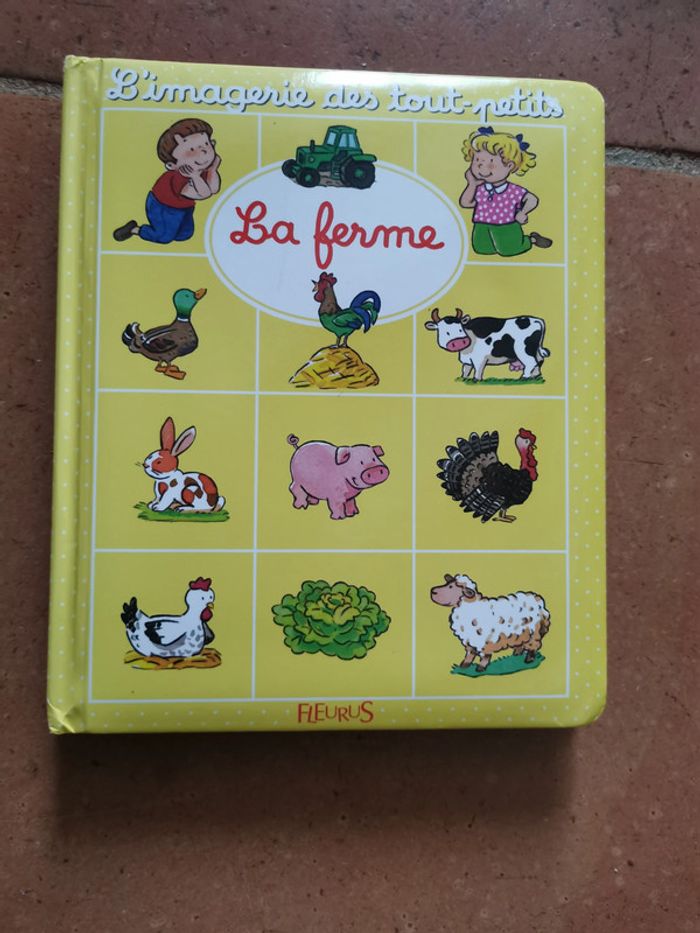 L'imagerie des tout-petits
La ferme
FLEURUS